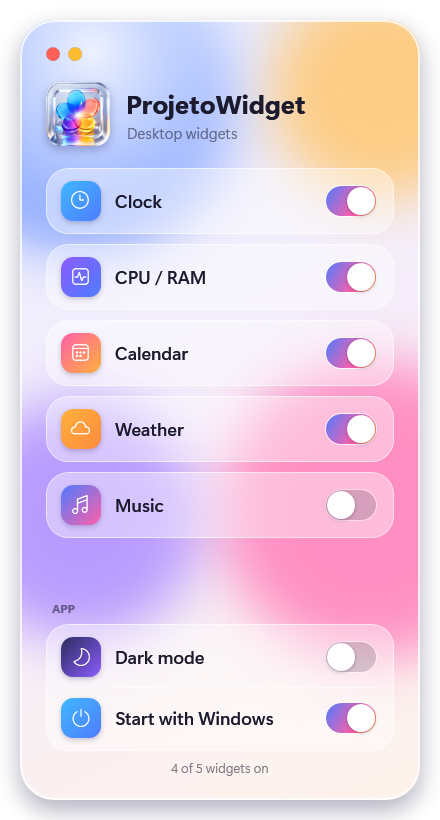 ProjetoWidget
Desktop widgets
Clock
CPU / RAM
Calendar
Weather
Music
APP
Dark mode
Start with Windows
4 of 5 widgets on